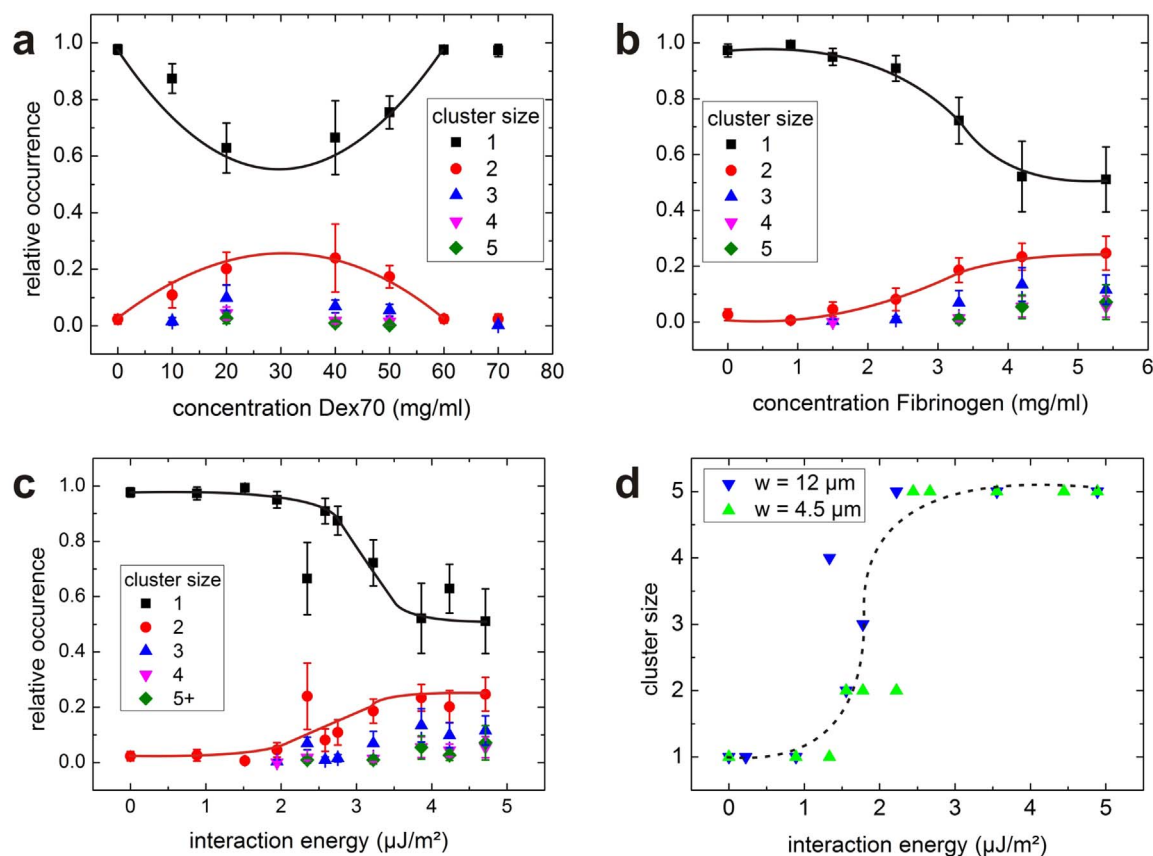 a
relative occurrence
1.0
0.8
0.6
0.4
0.2
0.0
cluster size
1
2
3
4
5
0 10 20 30 40 50 60 70 80
concentration Dex70 (mg/ml)
b
1.0
0.8
0.6
0.4
0.2
0.0
cluster size
1
2
3
4
5
0 1 2 3 4 5 6
concentration Fibrinogen (mg/ml)
c
relative occurence
1.0
0.8
0.6
0.4
0.2
0.0
cluster size
1
2
3
4
5+
0 1 2 3 4 5
interaction energy (µJ/m²)
d
w = 12 µm
w = 4.5 µm
cluster size
5
4
3
2
1
0 1 2 3 4 5
interaction energy (µJ/m²)